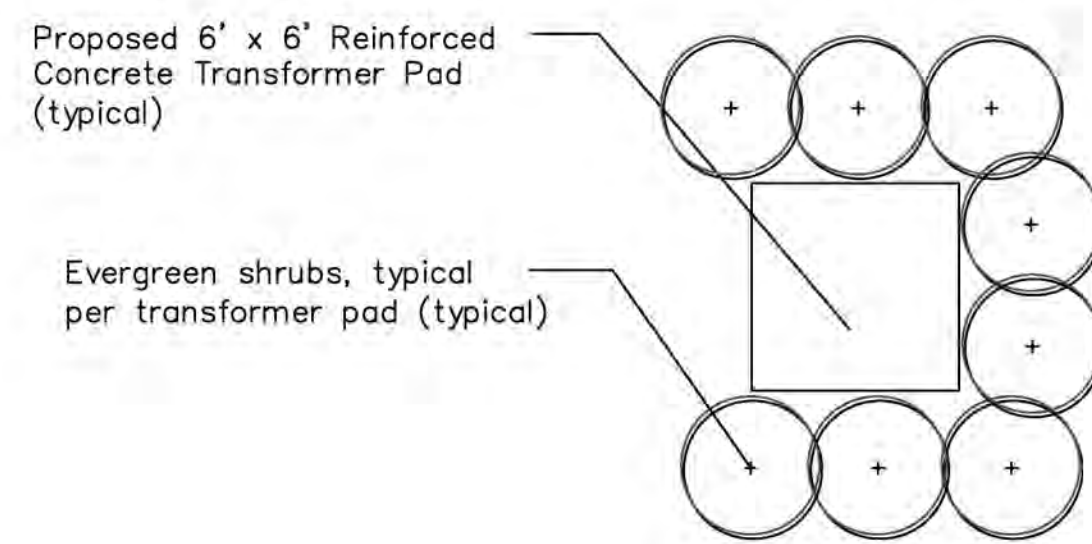 Proposed 6' x 6' Reinforced
Concrete Transformer Pad
(typical)
Evergreen shrubs, typical
per transformer pad (typical)